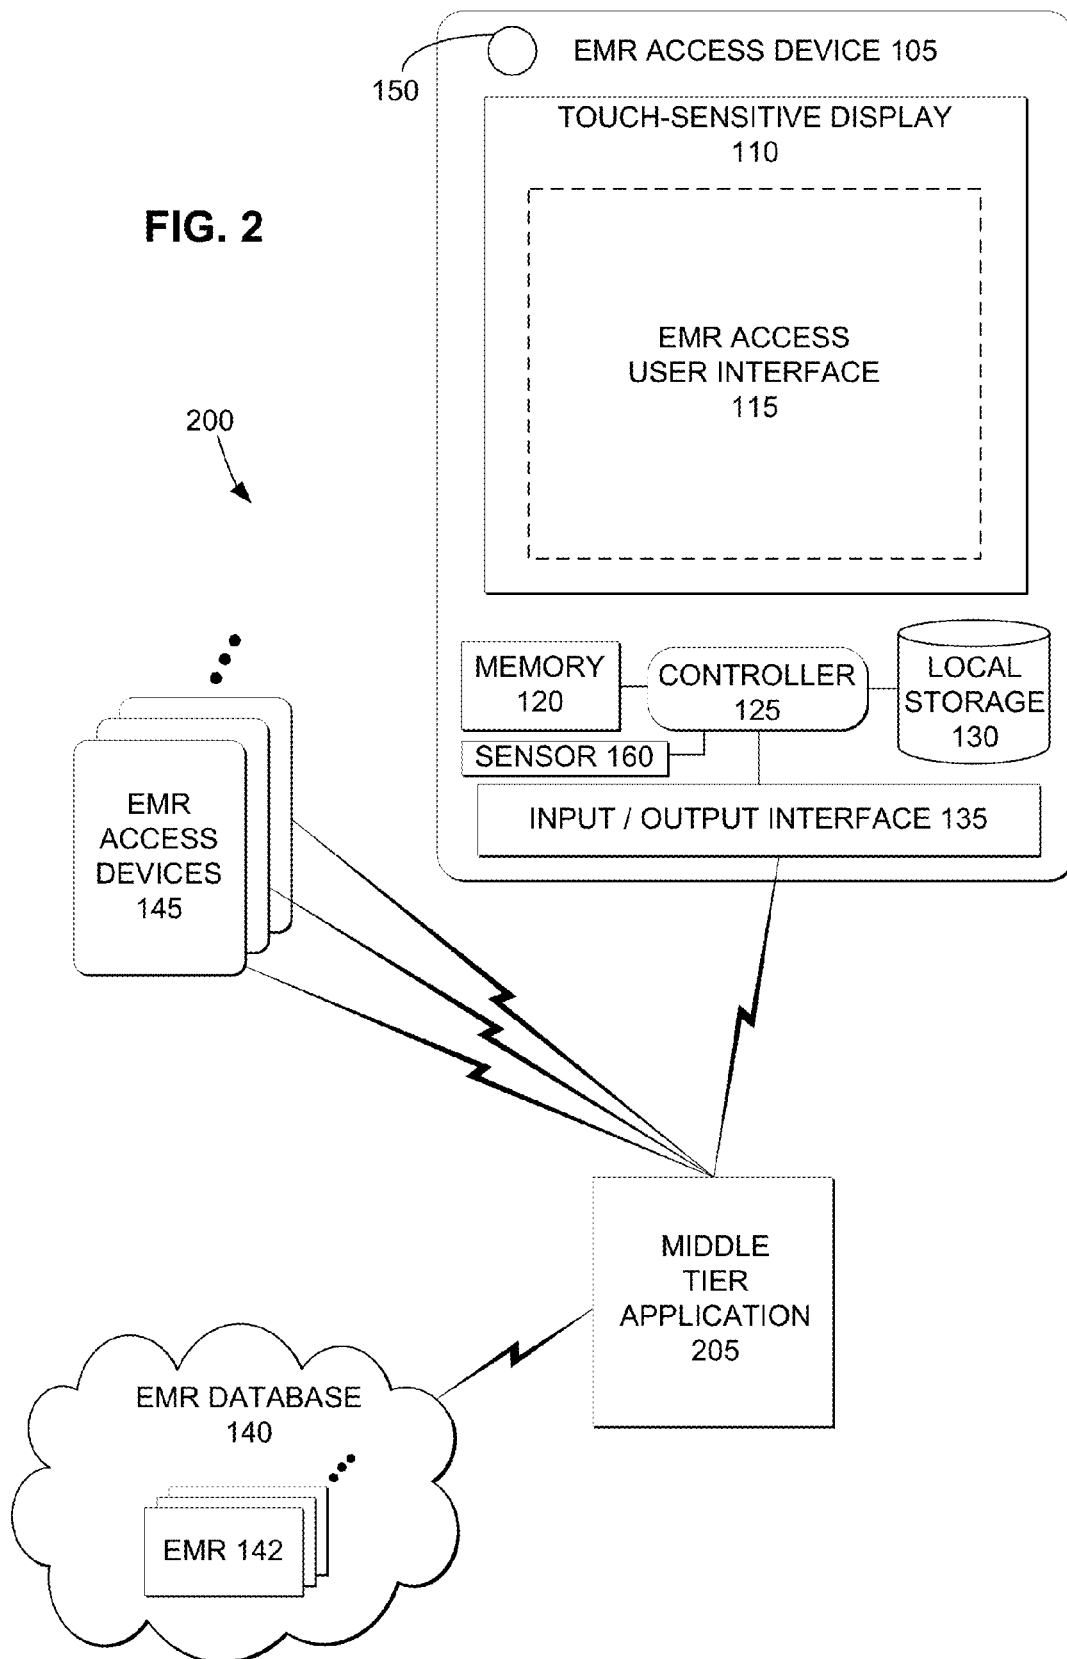 150
EMR ACCESS DEVICE 105
TOUCH-SENSITIVE DISPLAY
110
FIG. 2
EMR ACCESS
USER INTERFACE
115
200
MEMORY
120
CONTROLLER
125
LOCAL
STORAGE
130
SENSOR 160
INPUT / OUTPUT INTERFACE 135
EMR
ACCESS
DEVICES
145
MIDDLE
TIER
APPLICATION
205
EMR DATABASE
140
EMR 142